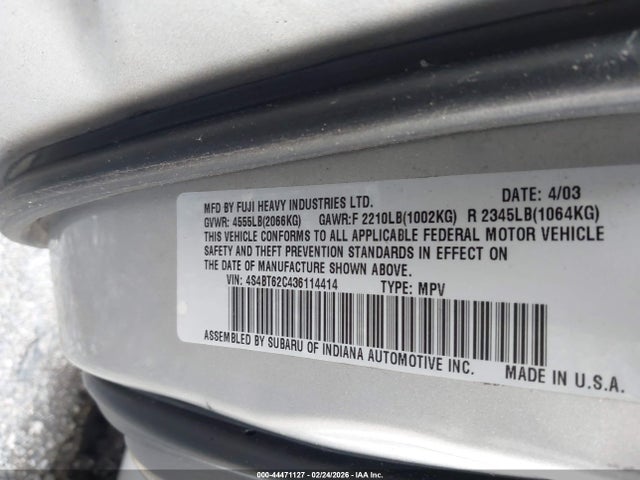 MFD BY FUJI HEAVY INDUSTRIES LTD. DATE: 4/03
GVWR: 4555LB(2066KG) GAWR:F 2210LB(1002KG) R 2345LB(1064KG)
THIS VEHICLE CONFORMS TO ALL APPLICABLE FEDERAL MOTOR VEHICLE
SAFETY AND THEFT PREVENTION STANDARDS IN EFFECT ON
THE DATE OF MANUFACTURE SHOWN ABOVE.
VIN: 4S4BT62C436114414 TYPE: MPV
ASSEMBLED BY SUBARU OF INDIANA AUTOMOTIVE INC.
MADE IN U.S.A.
000-44471127 - 02/24/2026 - IAAI, Inc. Copyright